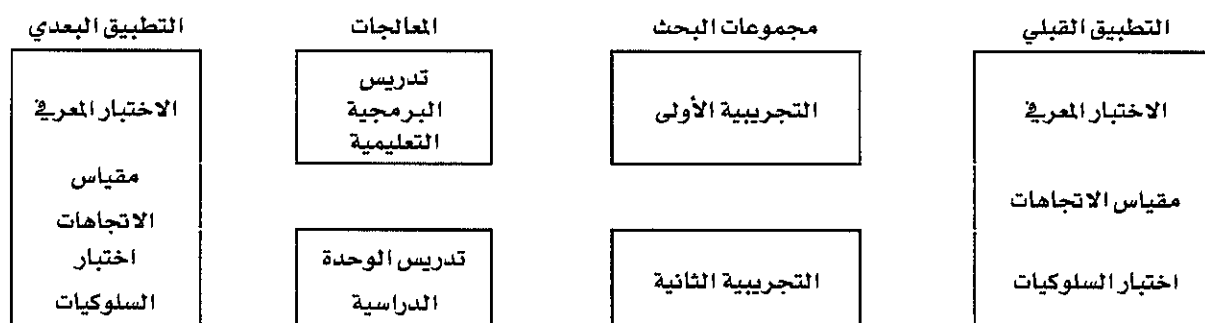 التطبيق القبلي
الاختبار المعرفي
مقياس الاتجاهات
اختبار السلوكيات
مجموعات البحث
التجريبية الأولى
التجريبية الثانية
المعالجات
تدريس
البرمجية
التعليمية
تدريس الوحدة
الدراسية
التطبيق البعدي
الاختبار المعرفي
مقياس
الاتجاهات
اختبار
السلوكيات